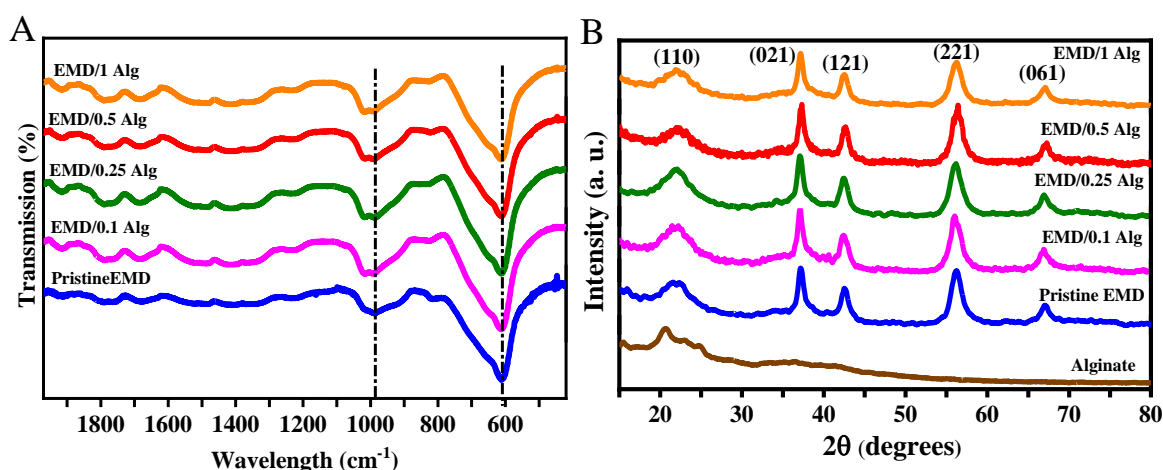 A
EMD/1 Alg
EMD/0.5 Alg
EMD/0.25 Alg
EMD/0.1 Alg
PristineEMD
Transmission (%)
1800 1600 1400 1200 1000 800 600
Wavelength (cm⁻¹)
B
(110) (021) (121) (221) (061)
EMD/1 Alg
EMD/0.5 Alg
EMD/0.25 Alg
EMD/0.1 Alg
Pristine EMD
Alginate
Intensity (a. u.)
20 30 40 50 60 70 80
2θ (degrees)